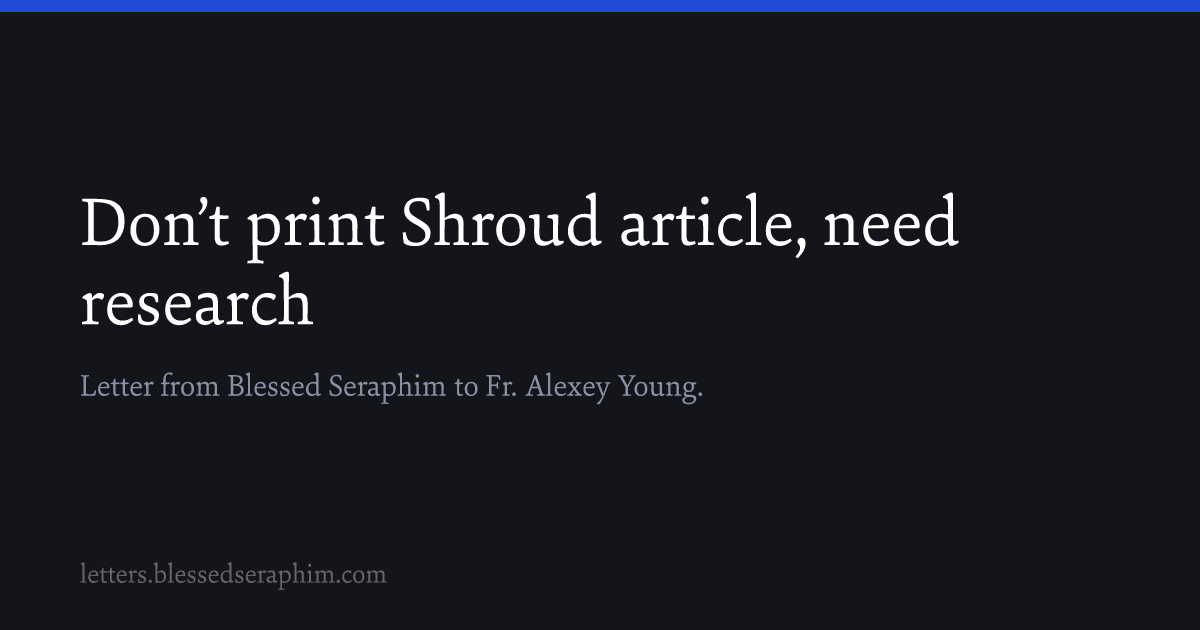 Don’t print Shroud article, need
research
Letter from Blessed Seraphim to Fr. Alexey Young.
letters.blessedseraphim.com